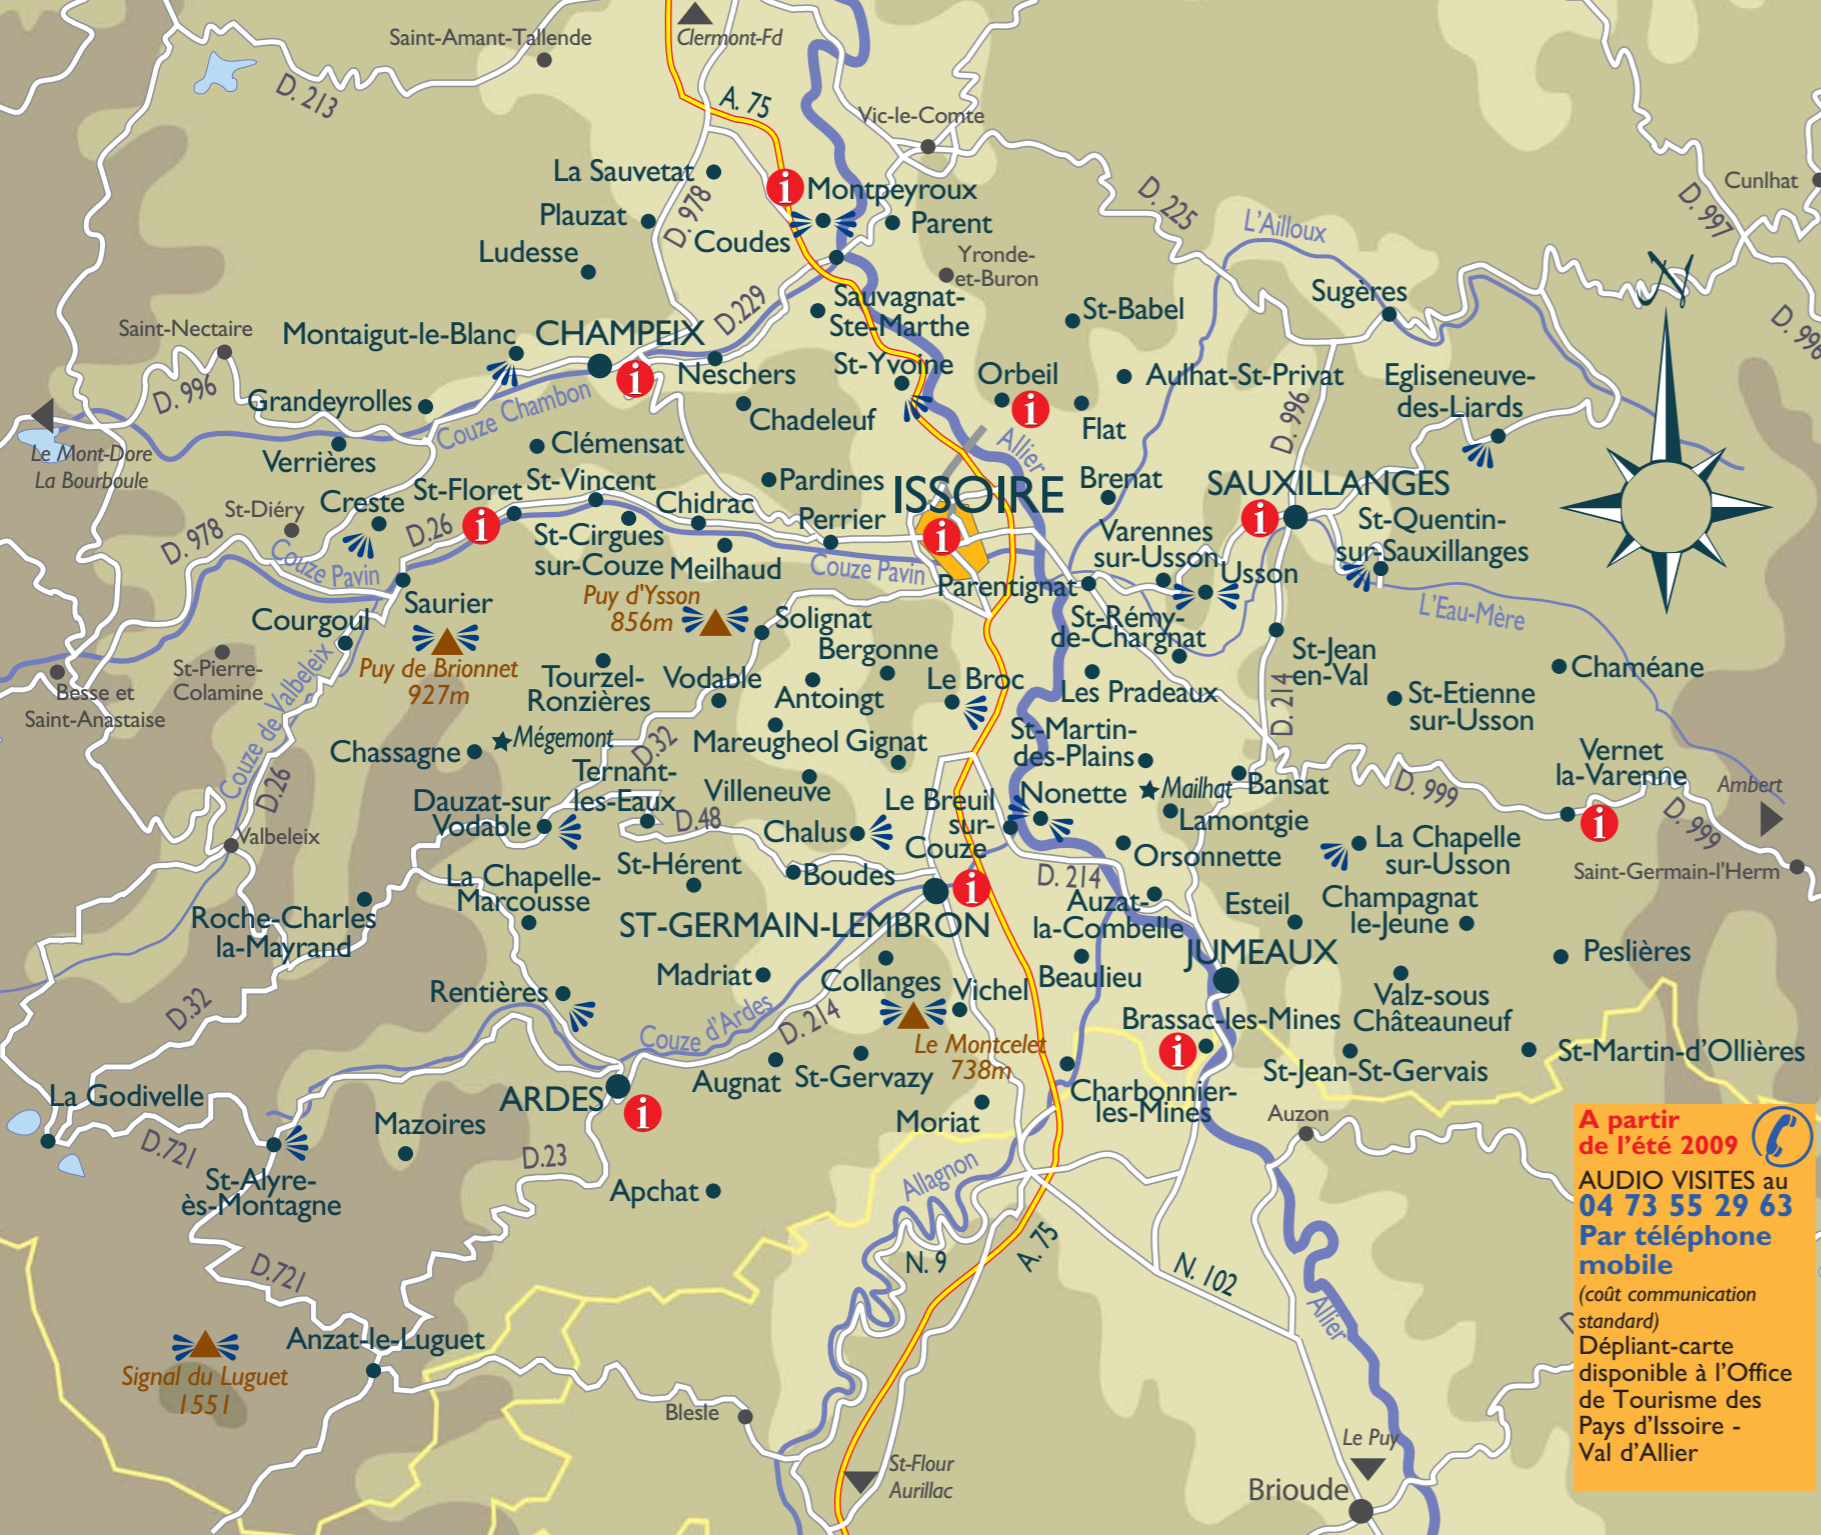 Saint-Amant-Tallende
Clermont-Fd
D. 213
A. 75
Vic-le-Comte
La Sauvetat
Montpeyroux
D. 225
Cunlhat
D. 997
Plauzat
D. 978
Coudes
Parent
L'Ailloux
Ludesse
Yronde-
et-Buron
Sugères
D. 996
Saint-Nectaire
Montaigut-le-Blanc
CHAMPEIX
D.229
Sauvagnat-
Ste-Marthe
St-Babel
N
D. 996
Grandeyrolles
Couze Chambon
Neschers
St-Yvoine
Orbeil
Aulhat-St-Privat
Egliseneuve-
des-Liards
Chadeleuf
Flat
D. 996
Le Mont-Dore
La Bourboule
Verrières
Clémensat
Allier
Pardines
ISSOIRE
Brenat
SAUXILLANGES
St-Diéry
Creste
St-Floret
St-Vincent
Chidrac
Perrier
D. 978
D.26
St-Cirgues
sur-Couze
Meilhaud
Couze Pavin
Couze Pavin
Varennes
sur-Usson
St-Quentin-
sur-Sauxillanges
Usson
Parentignat
L'Eau-Mère
Saurier
Courgoul
Puy d'Ysson
856m
Solignat
St-Rémy-
de-Chargnat
Bergonne
St-Jean
en-Val
Chaméane
St-Pierre-
Colamine
Puy de Brionnet
927m
Tourzel-
Ronzières
Vodable
Antoingt
Le Broc
Les Pradeaux
St-Etienne
sur-Usson
Besse et
Saint-Anastaise
Couze de Valbeleix
D. 214
Chassagne
Mégemont
D.32
Mareugheol
Gignat
St-Martin-
des-Plains
Vernet
la-Varenne
Ambert
D.26
Ternant-
les-Eaux
Villeneuve
Nonette
Mailhat
Bansat
D. 999
D. 999
Dauzat-sur
Vodable
D.48
Chalus
Le Breuil
sur-
Couze
Lamontgie
Valbeleix
Orsonnette
La Chapelle
sur-Usson
Saint-Germain-l'Herm
La Chapelle-
Marcousse
St-Hérent
Boudes
D. 214
Auzat-
la-Combelle
Esteil
Champagnat
le-Jeune
Roche-Charles
la-Mayrand
ST-GERMAIN-LEMBRON
JUMEAUX
Peslières
Rentières
Madriat
Collanges
Vichel
Beaulieu
Valz-sous
Châteauneuf
D.32
Couze d'Ardes
D. 214
Le Montcelet
738m
Brassac-les-Mines
St-Martin-d'Ollières
St-Jean-St-Gervais
La Godivelle
ARDES
Augnat
St-Gervazy
Charbonnier-
les-Mines
Mazoires
Moriat
Auzon
D.721
D.23
St-Alyre-
ès-Montagne
Apchat
Allagnon
D.721
N. 9
A. 75
N. 102
Allier
Anzat-le-Luguet
Signal du Luguet
1551
Blesle
St-Flour
Aurillac
Le Puy
Brioude
A partir
de l'été 2009
AUDIO VISITES au
04 73 55 29 63
Par téléphone
mobile
(coût communication
standard)
Dépliant-carte
disponible à l'Office
de Tourisme des
Pays d'Issoire -
Val d'Allier